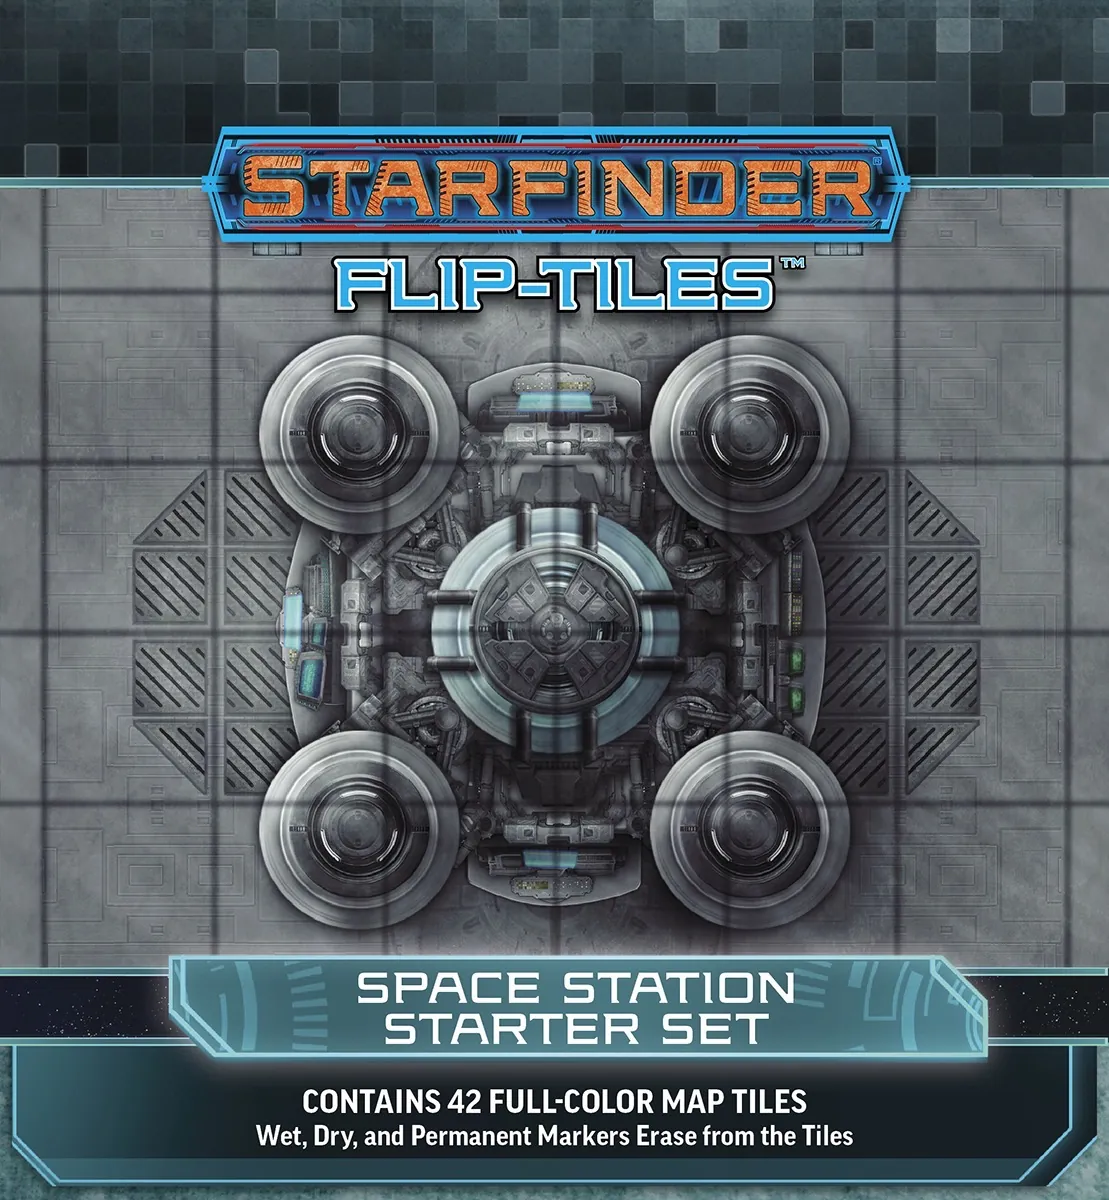 STARFINDER®
FLIP-TILES™
SPACE STATION
STARTER SET
CONTAINS 42 FULL-COLOR MAP TILES
Wet, Dry, and Permanent Markers Erase from the Tiles